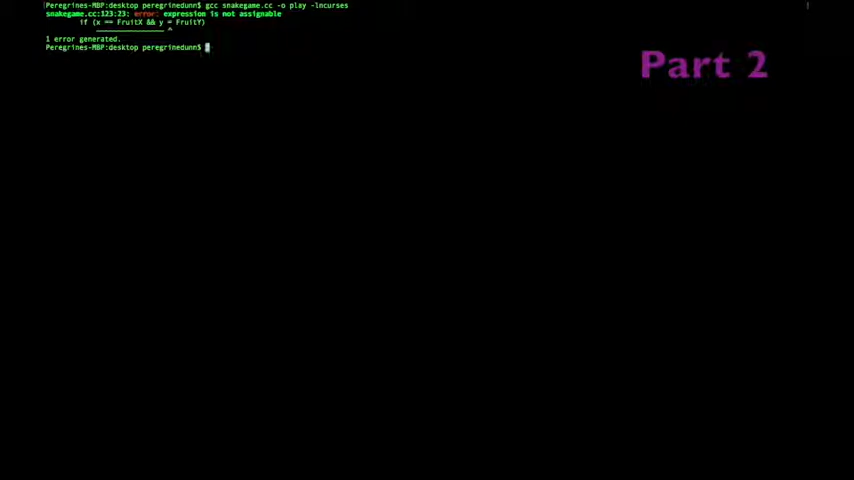 Peregrines-MBP:desktop peregrinedunn$ gcc snakegame.cc -o play -lncurses
snakegame.cc:123:23: error: expression is not assignable
if (x == FruitX && y = FruitY)
~~~~~~~~~~~~~~~~~ ^
1 error generated.
Peregrines-MBP:desktop peregrinedunn$
Part 2